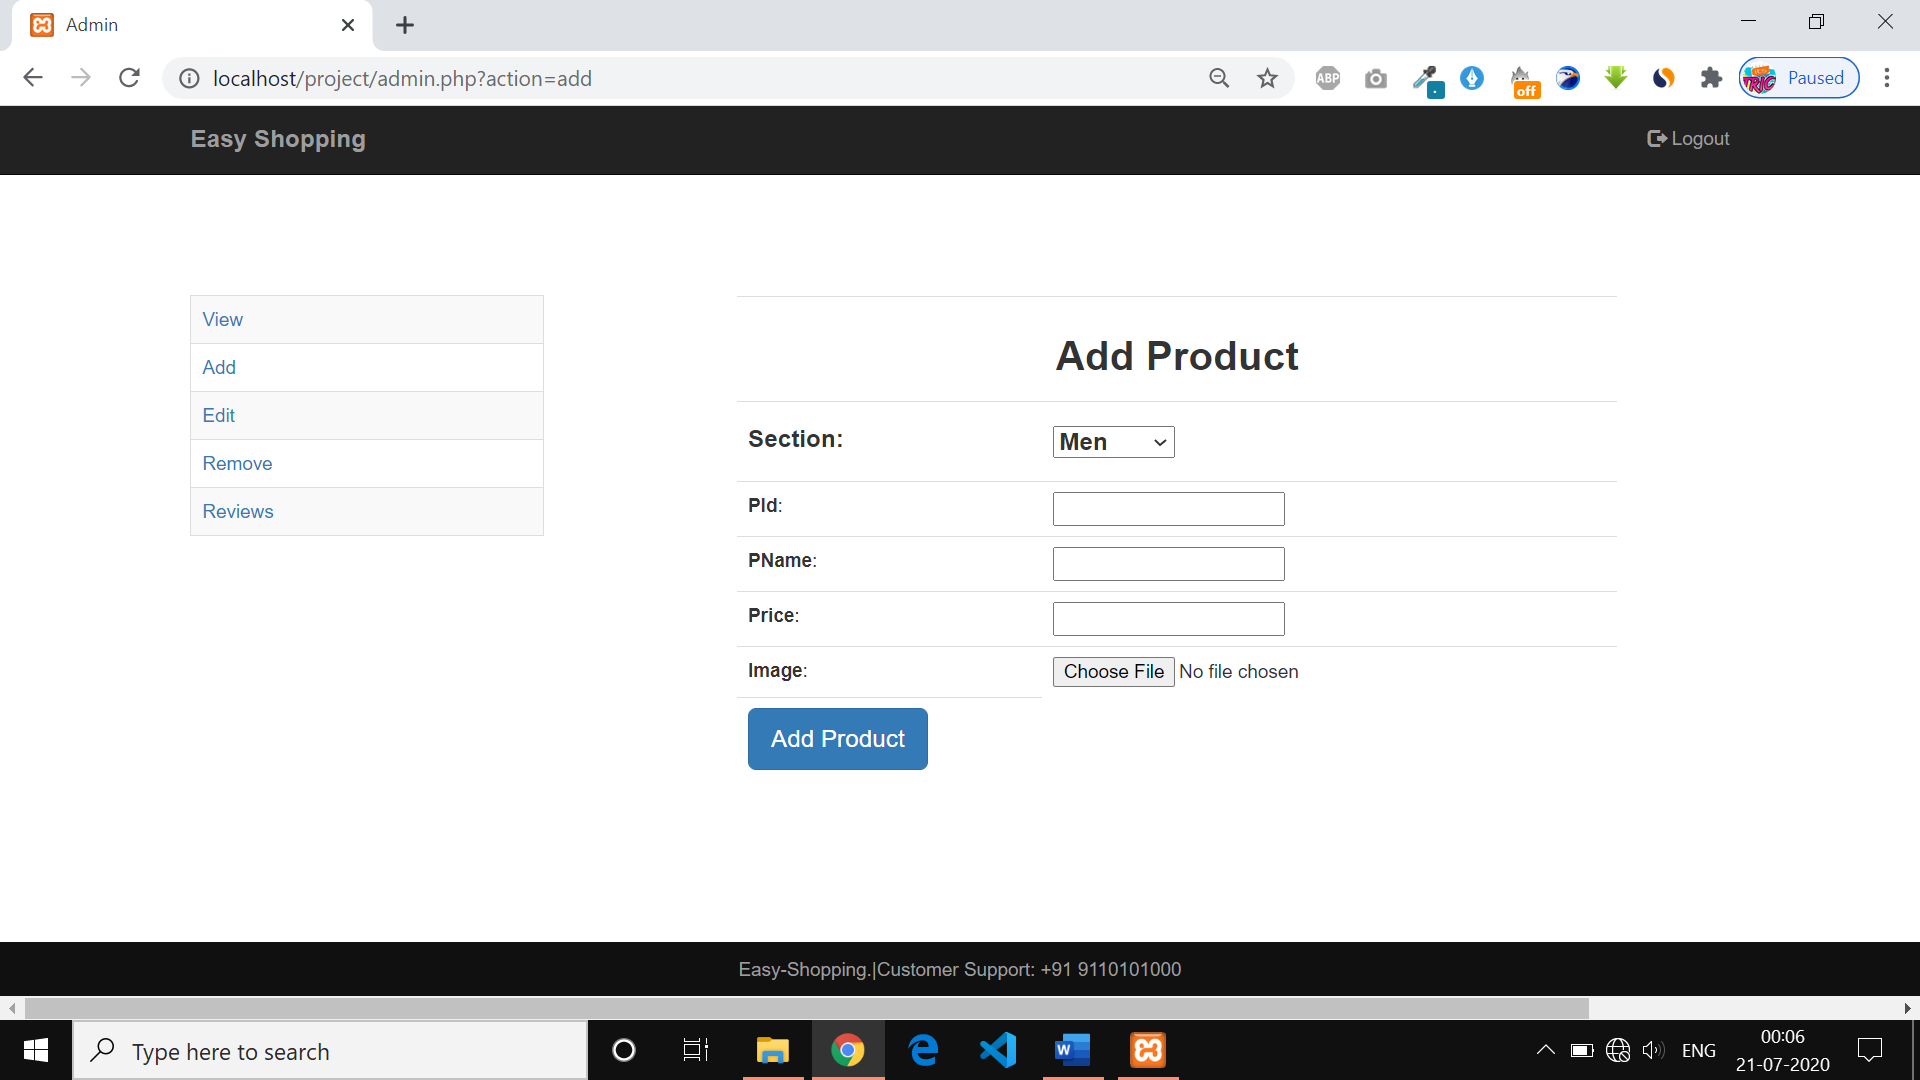 Admin
localhost/project/admin.php?action=add
ABP
off
TRIC
Paused
Easy Shopping
Logout
View
Add
Edit
Remove
Reviews
Add Product
Section:
Men
PId:
PName:
Price:
Image:
Choose File No file chosen
Add Product
Easy-Shopping.|Customer Support: +91 9110101000
Type here to search
W
ENG
00:06
21-07-2020